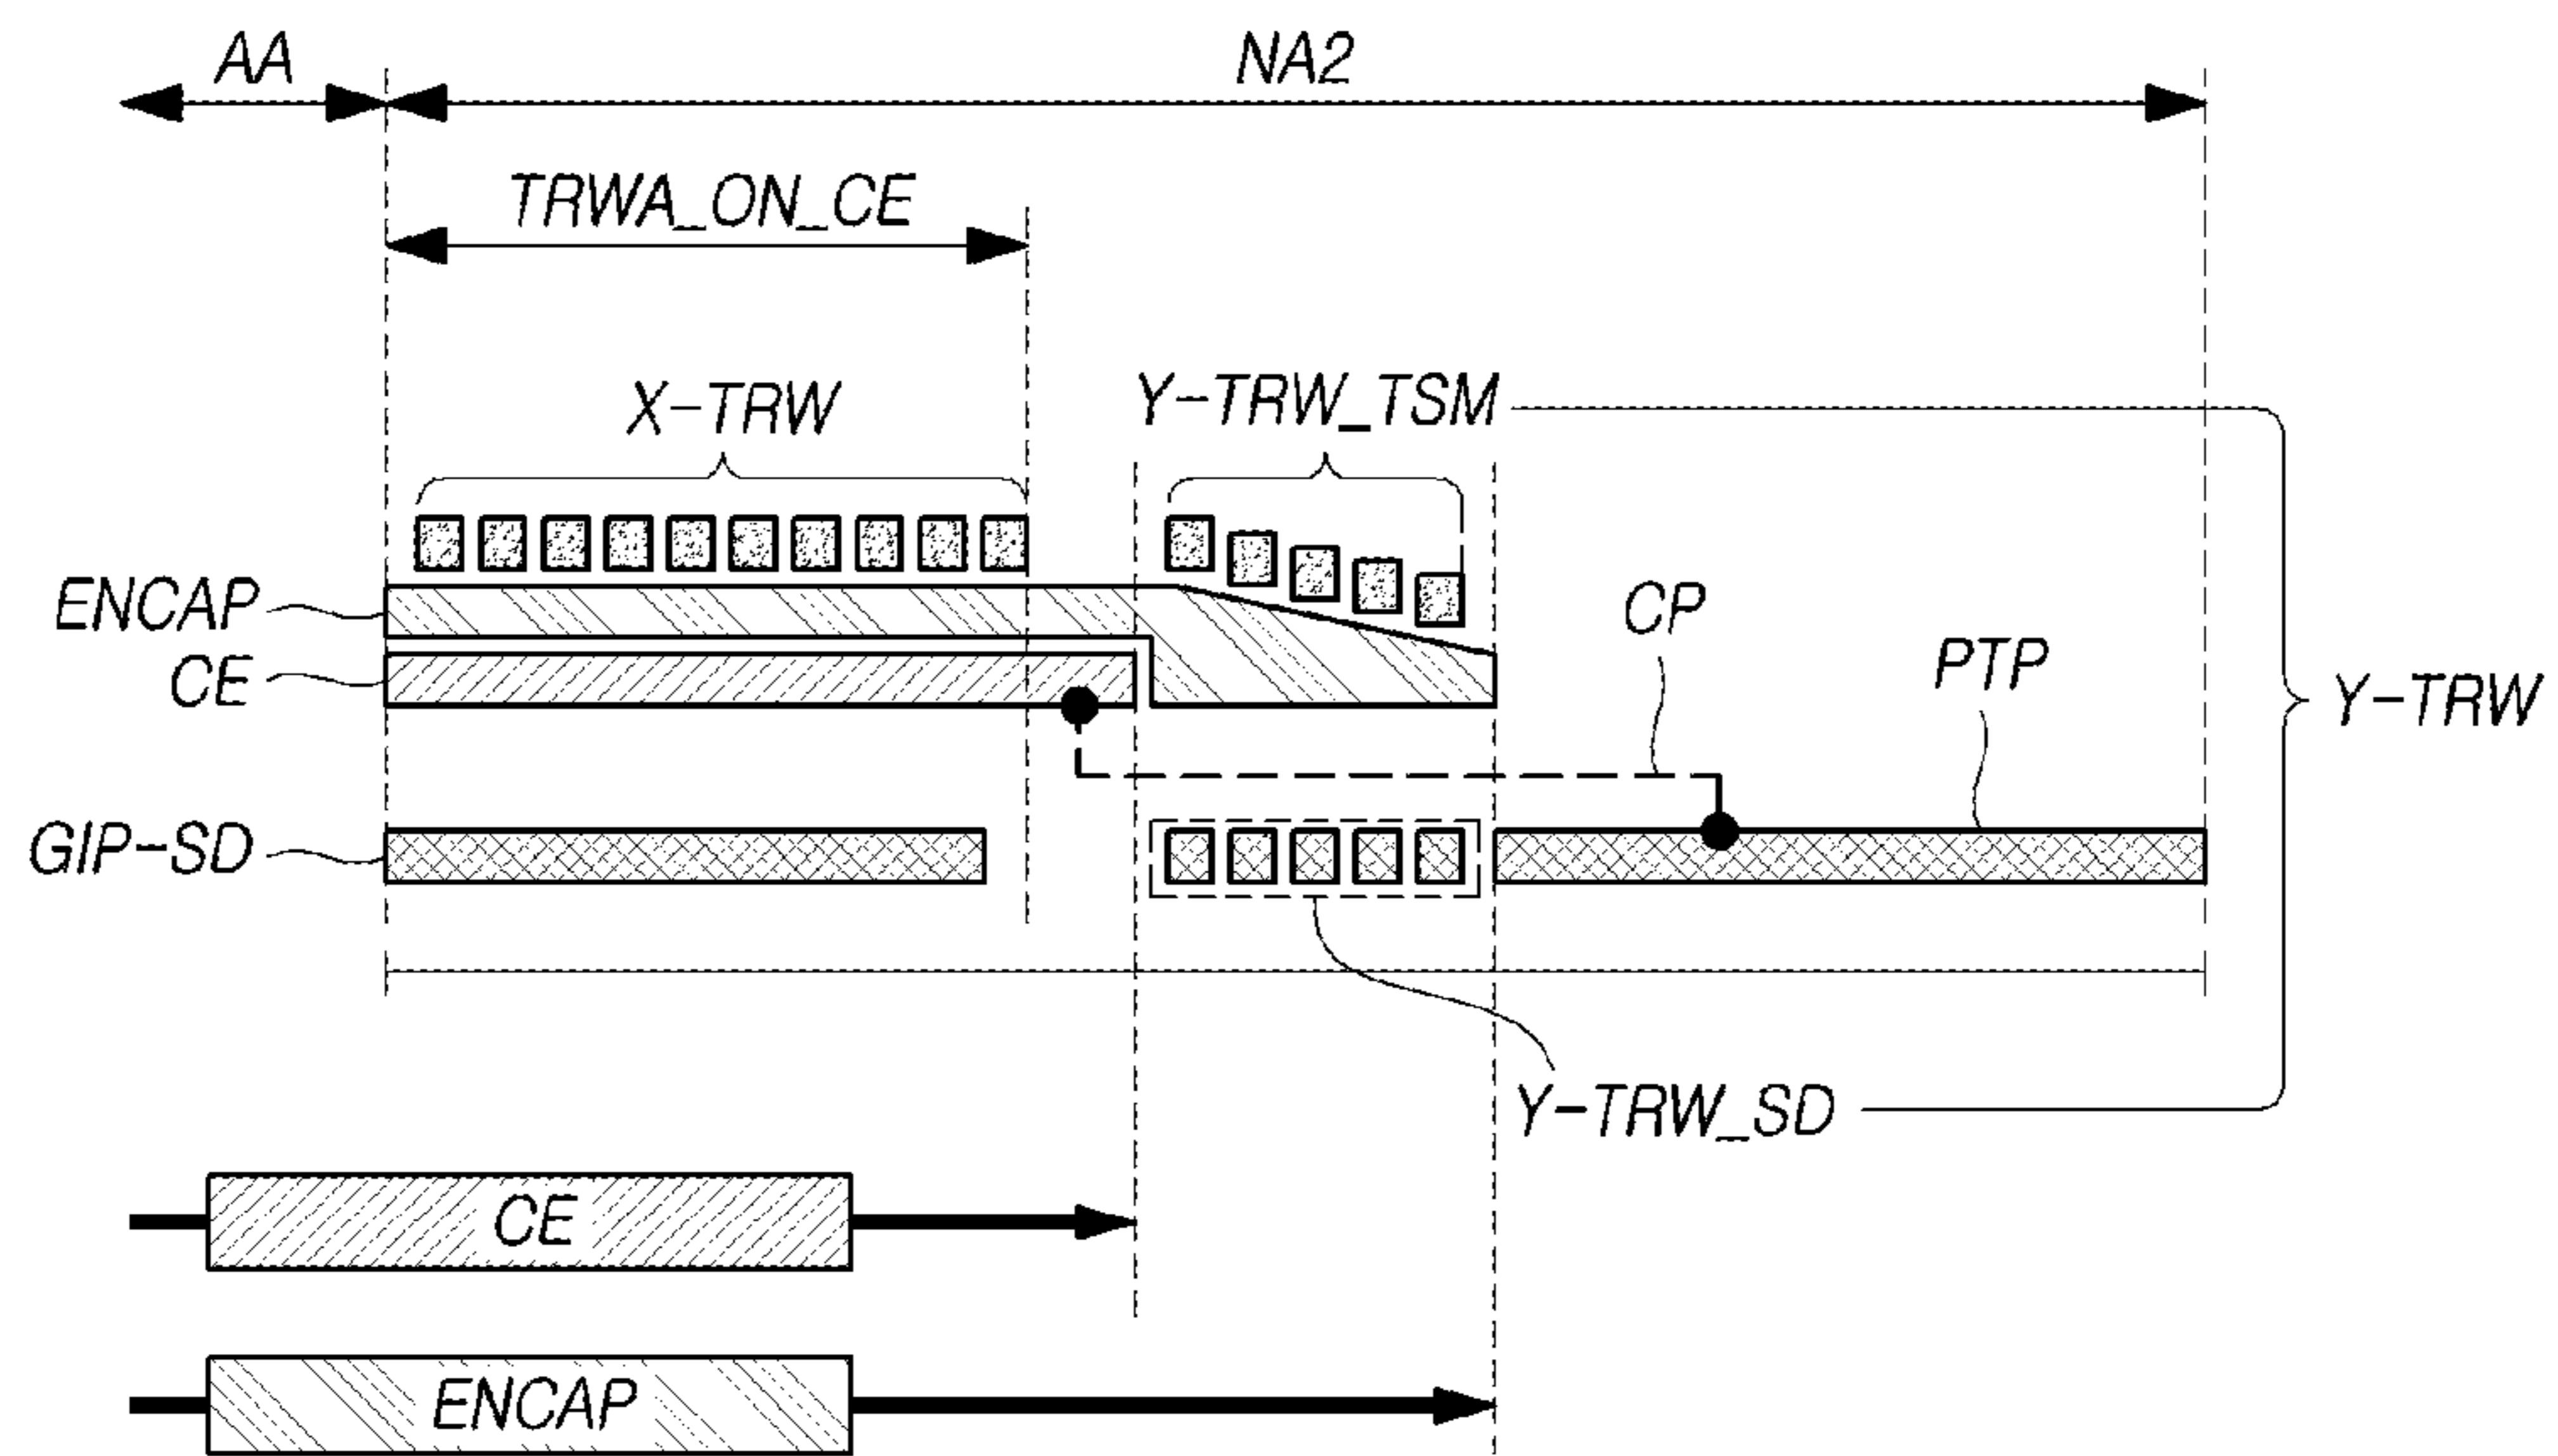 AA
NA2
TRWA_ON_CE
X-TRW
Y-TRW_TSM
ENCAP
CP
CE
PTP
Y-TRW
GIP-SD
Y-TRW_SD
CE
ENCAP